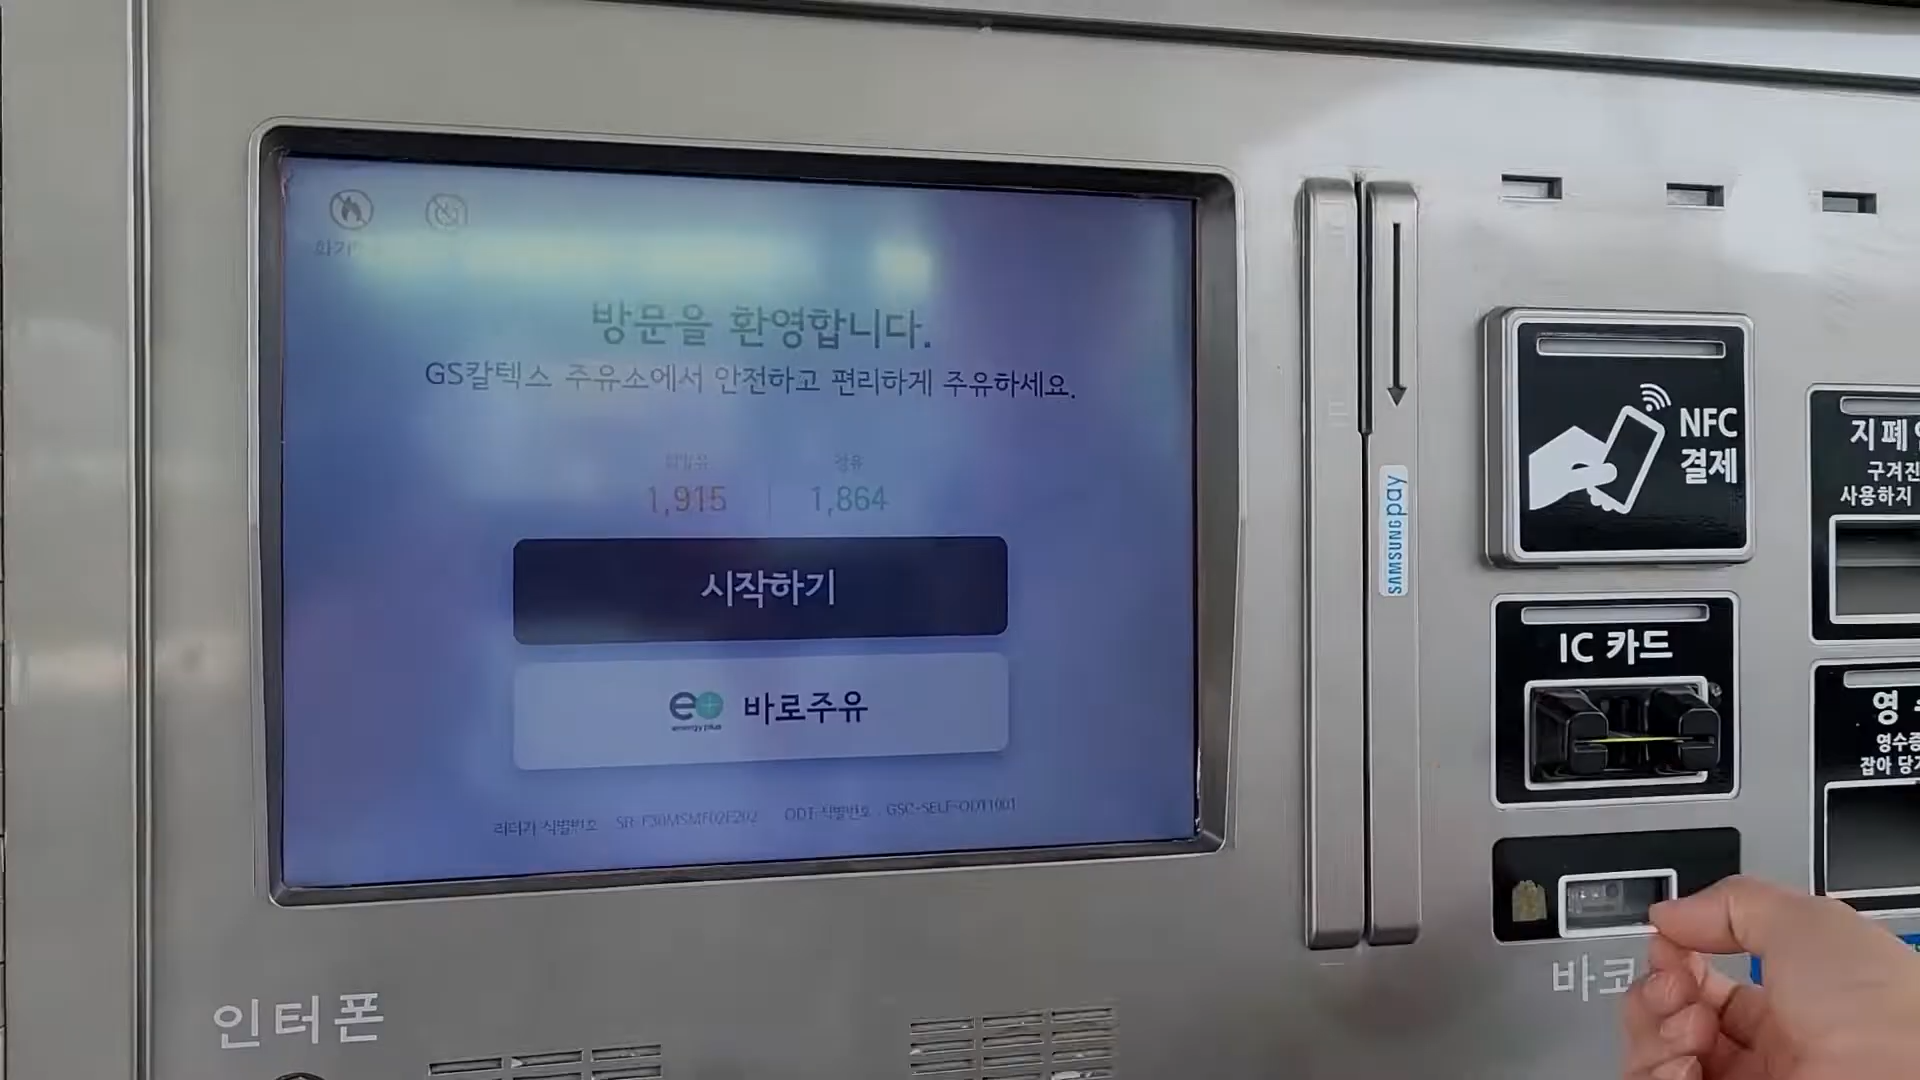 방문을 환영합니다.
GS칼텍스 주유소에서 안전하고 편리하게 주유하세요.
경유
1,915
1,864
시작하기
e+ 바로주유
energy plus
리더기 식별번호
ODT 식별번호 : GSC-SELF-ODT1001
인터폰
SAMSUNG pay
NFC
결제
IC 카드
바코
지폐
구겨진
사용하지
영
영수증
잡아 당